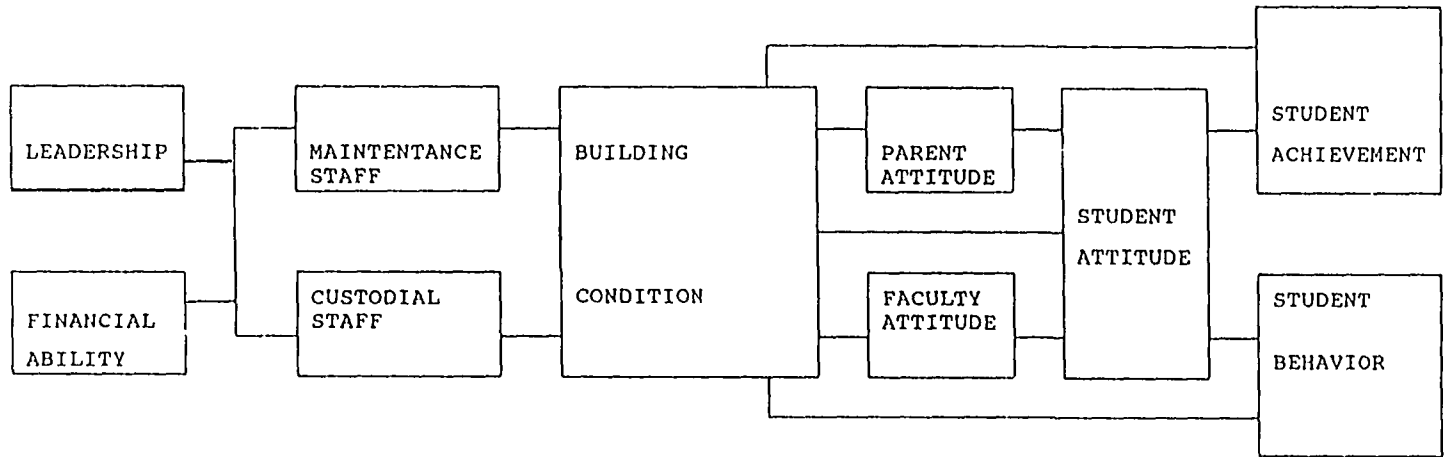 LEADERSHIP
FINANCIAL
ABILITY
MAINTENTANCE
STAFF
CUSTODIAL
STAFF
BUILDING
CONDITION
PARENT
ATTITUDE
FACULTY
ATTITUDE
STUDENT
ATTITUDE
STUDENT
ACHIEVEMENT
STUDENT
BEHAVIOR